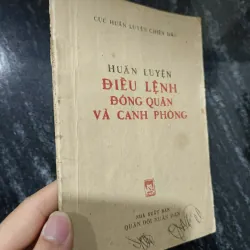 CỤC HUẤN LUYỆN CHIẾN ĐẤU
HUẤN LUYỆN
ĐIỀU LỆNH
ĐÓNG QUÂN
VÀ CANH PHÒNG
NHÀ XUẤT BẢN
QUÂN ĐỘI NHÂN DÂN